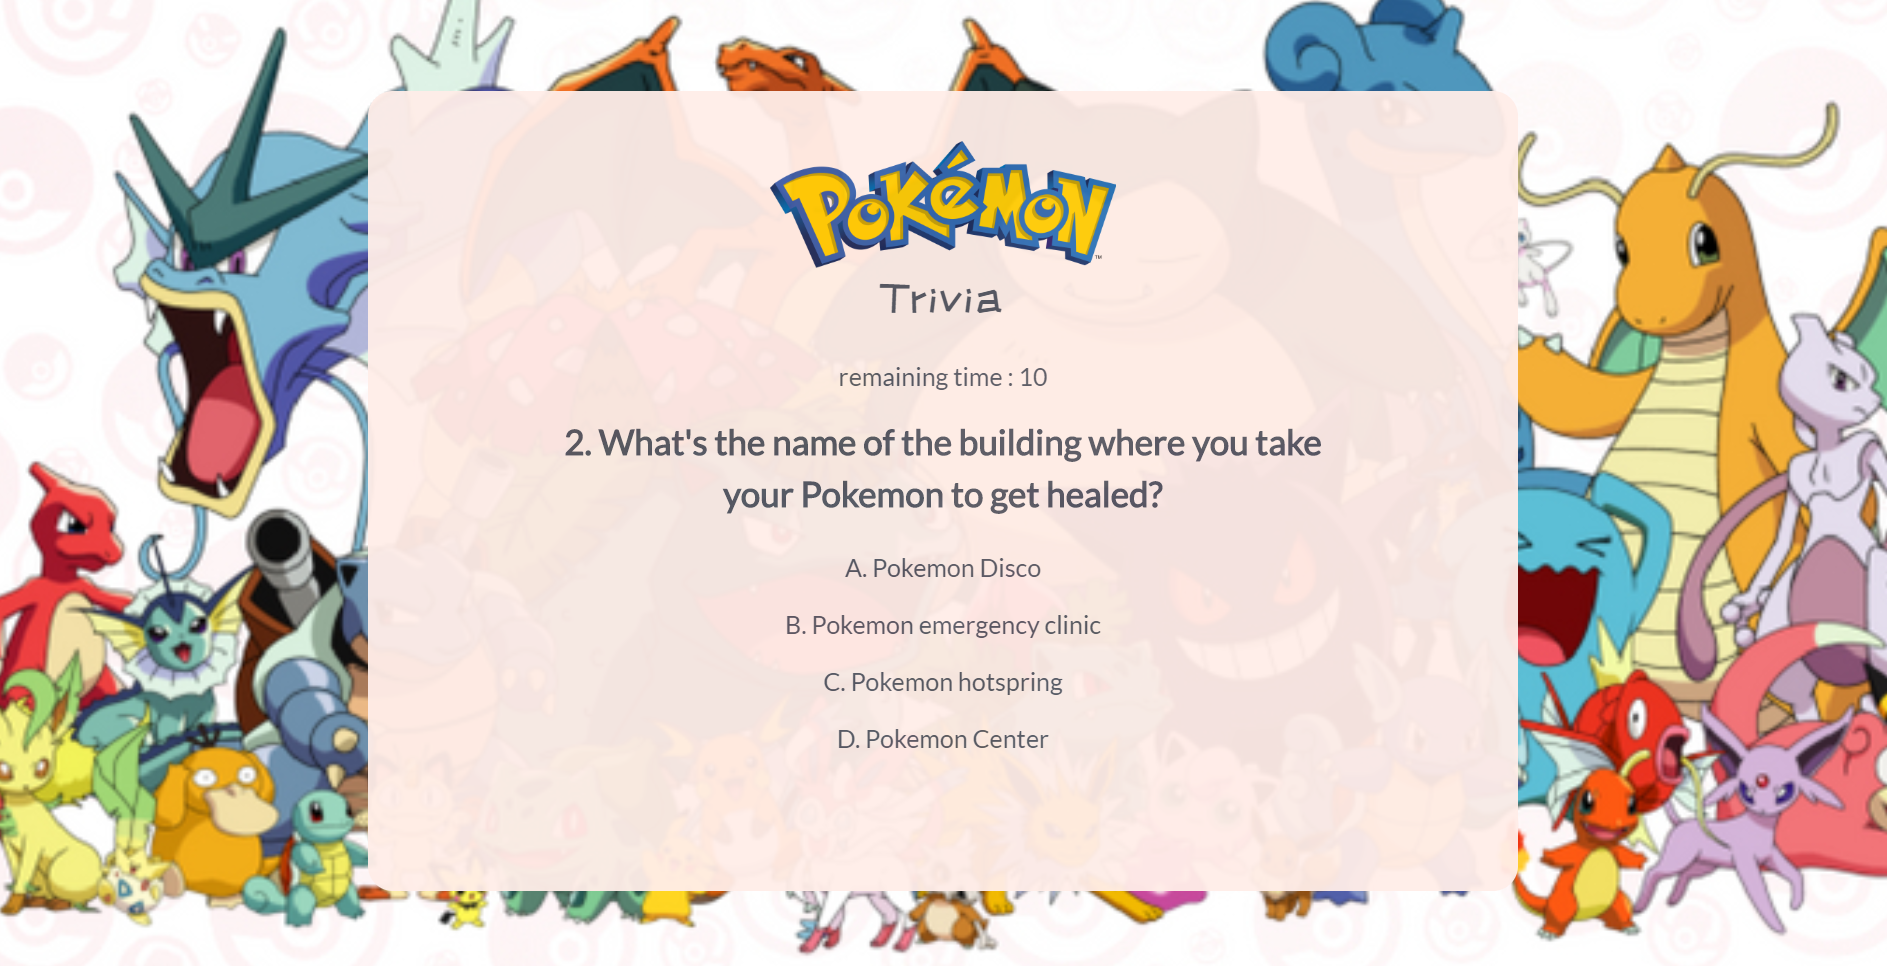 POKéMON
TM
Trivia
remaining time : 10
2. What's the name of the building where you take
your Pokemon to get healed?
A. Pokemon Disco
B. Pokemon emergency clinic
C. Pokemon hotspring
D. Pokemon Center